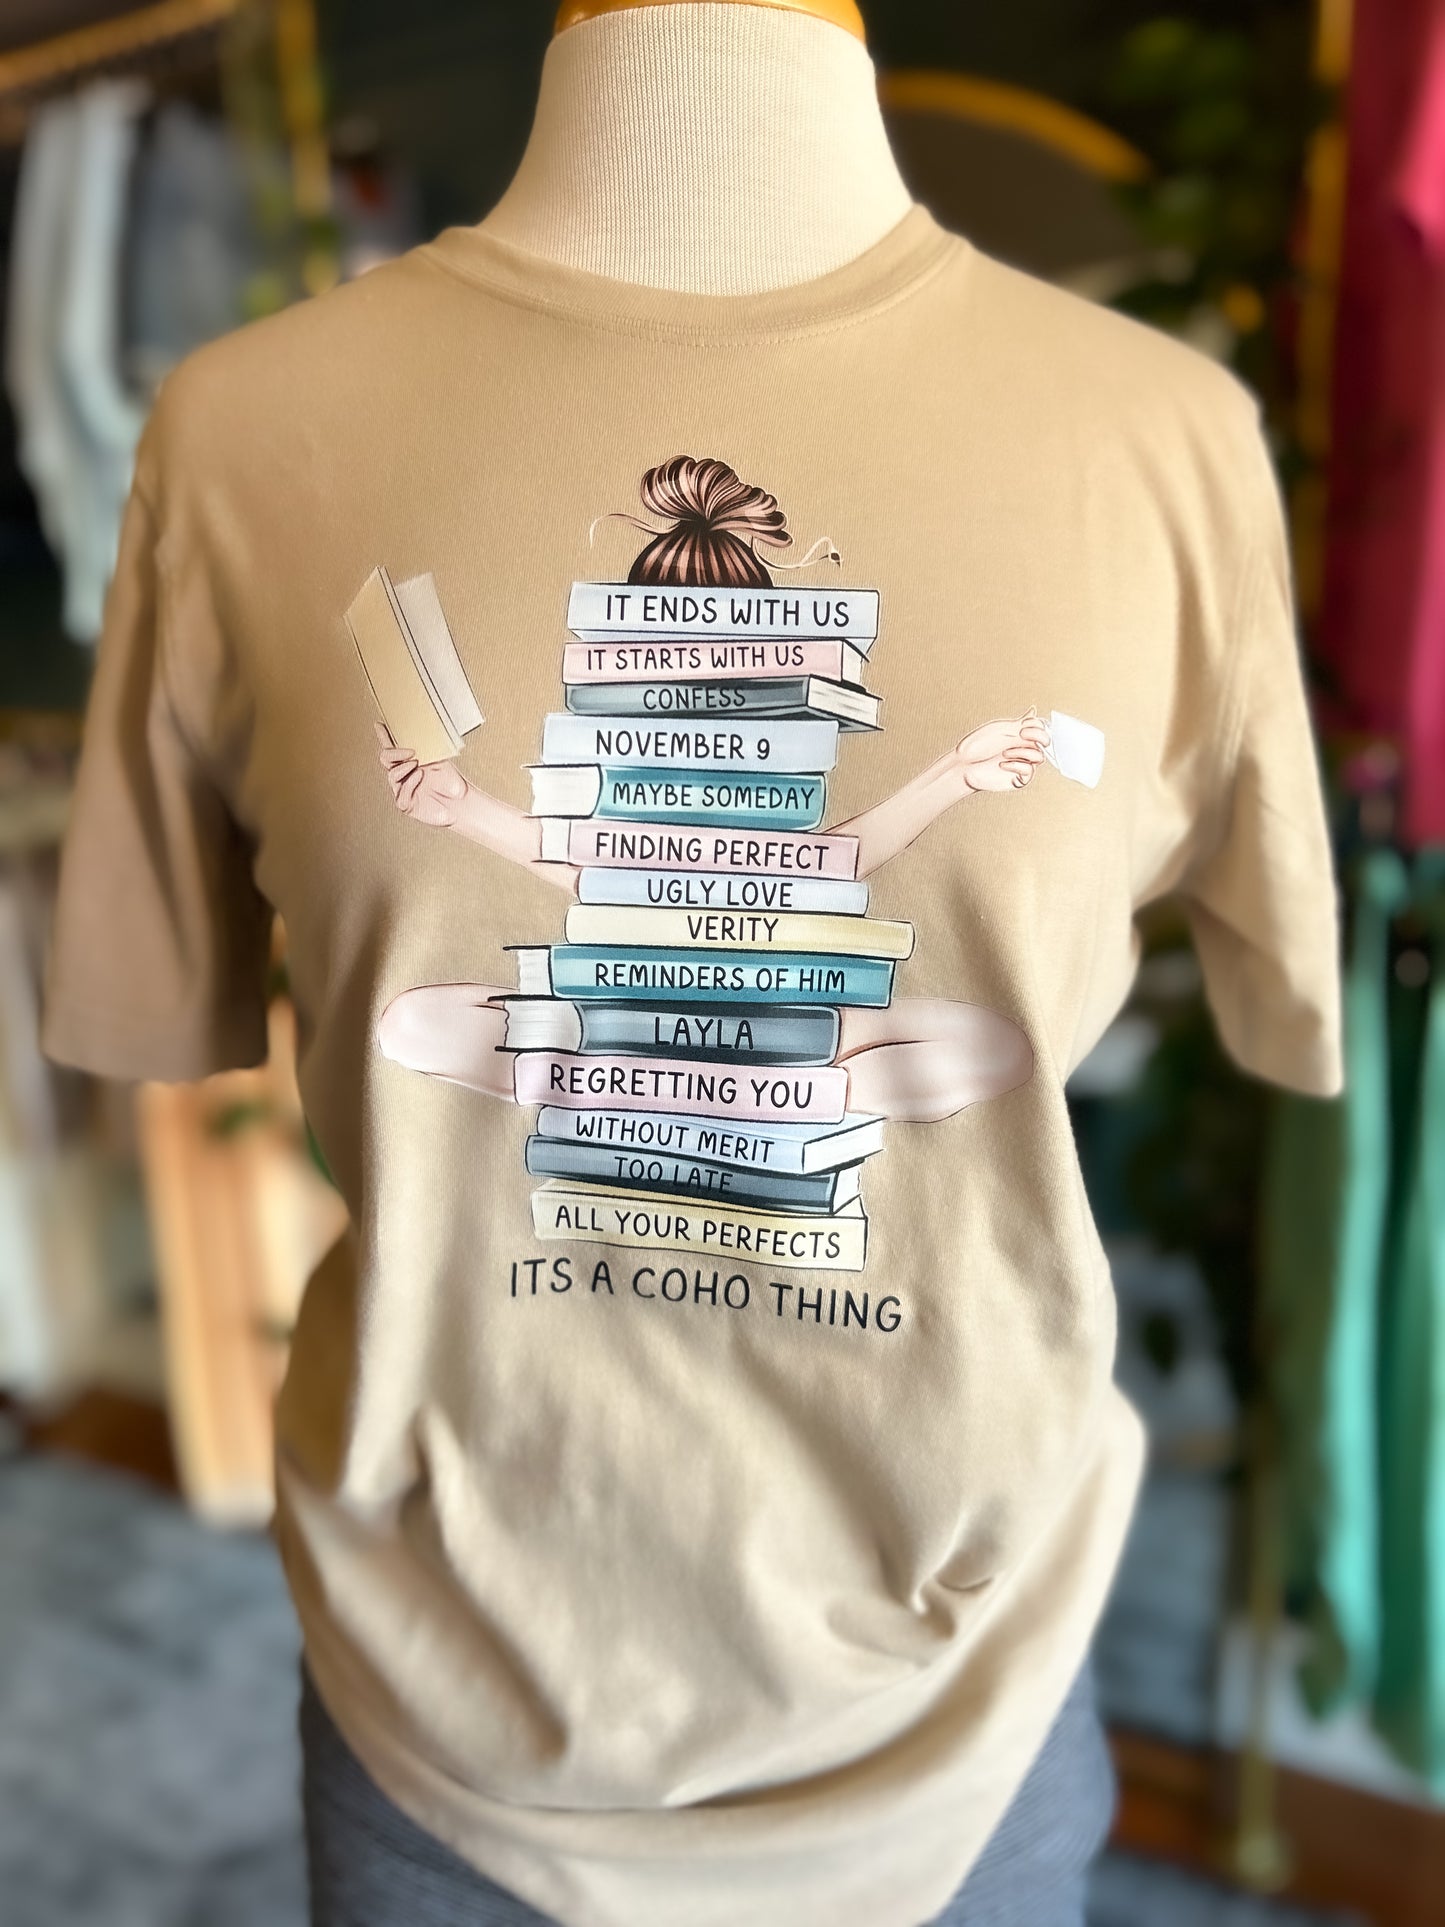 IT ENDS WITH US
IT STARTS WITH US
CONFESS
NOVEMBER 9
MAYBE SOMEDAY
FINDING PERFECT
UGLY LOVE
VERITY
REMINDERS OF HIM
LAYLA
REGRETTING YOU
WITHOUT MERIT
TOO LATE
ALL YOUR PERFECTS
ITS A COHO THING